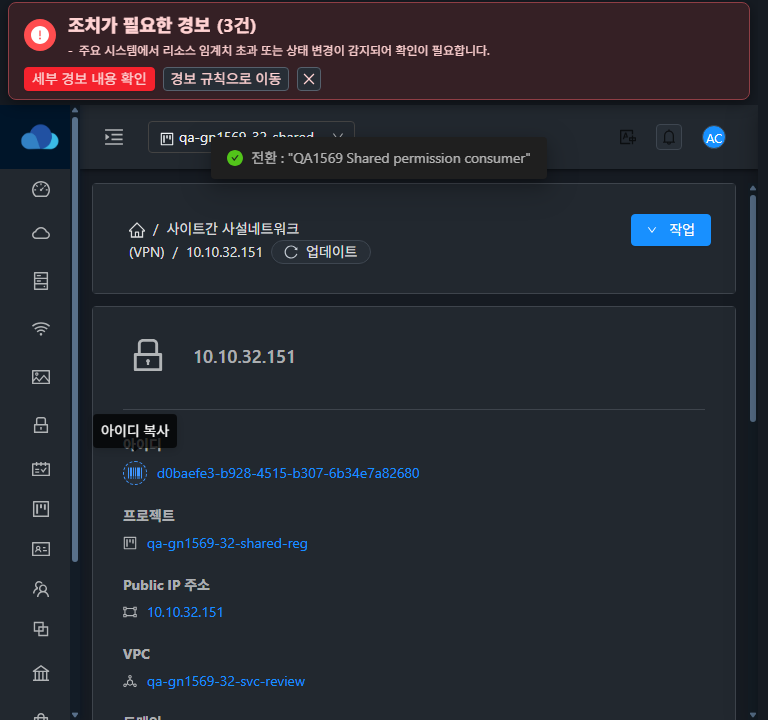 조치가 필요한 경보 (3건)
- 주요 시스템에서 리소스 임계치 초과 또는 상태 변경이 감지되어 확인이 필요합니다.
세부 경보 내용 확인 경보 규칙으로 이동
qa-gn1569-32-shared
AC
전환 : "QA1569 Shared permission consumer"
/ 사이트간 사설네트워크
(VPN) / 10.10.32.151 업데이트
작업
10.10.32.151
아이디 복사
아이디
d0baefe3-b928-4515-b307-6b34e7a82680
프로젝트
qa-gn1569-32-shared-reg
Public IP 주소
10.10.32.151
VPC
qa-gn1569-32-svc-review